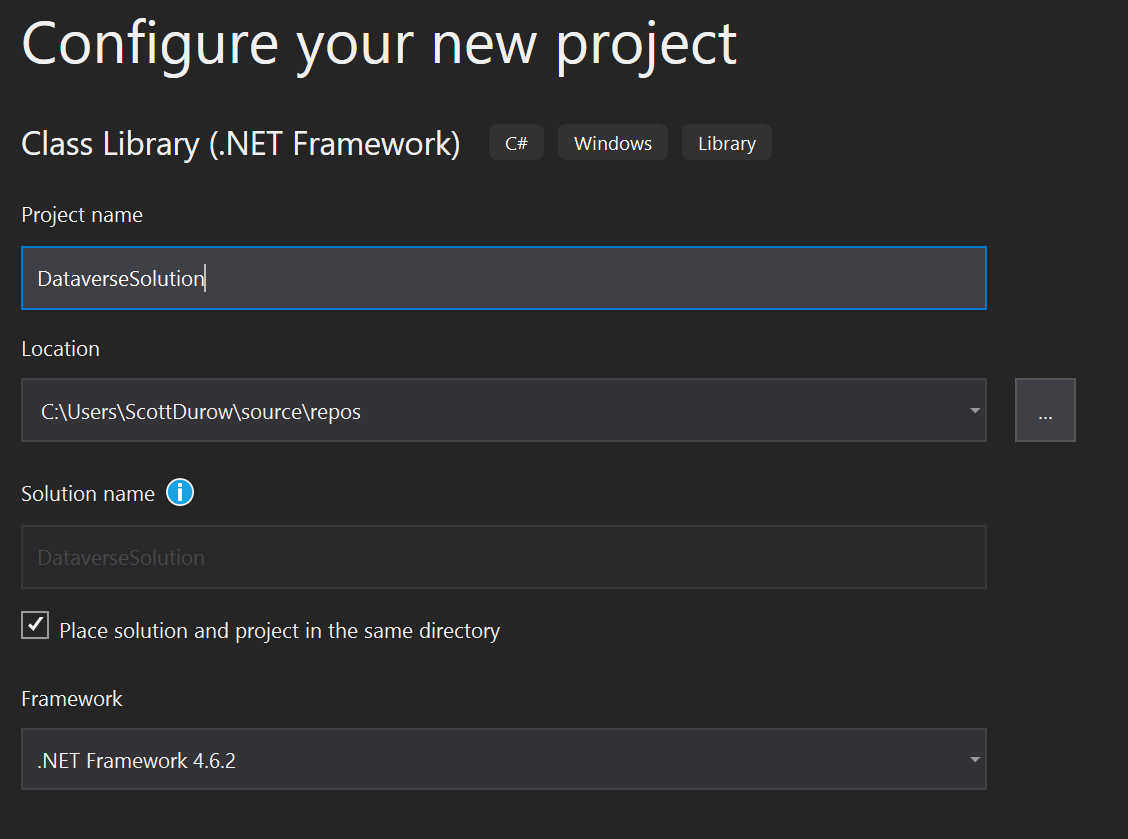 Configure your new project
Class Library (.NET Framework) C# Windows Library
Project name
DataverseSolution
Location
C:\Users\ScottDurow\source\repos
...
Solution name
DataverseSolution
Place solution and project in the same directory
Framework
.NET Framework 4.6.2